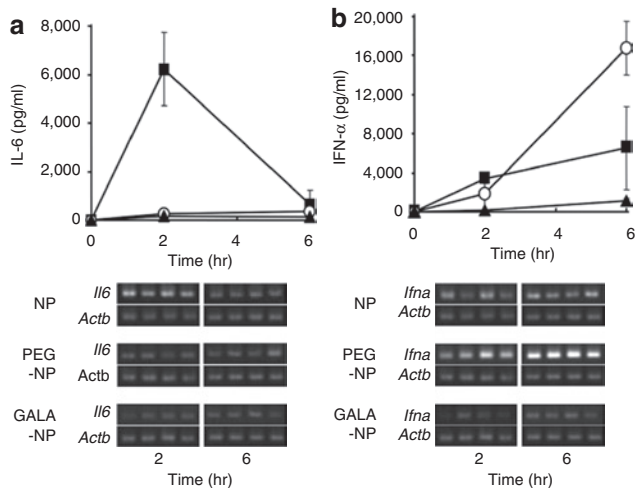 a
8,000
6,000
4,000
2,000
0
IL-6 (pg/ml)
0 2 4 6
Time (hr)
NP
Il6
Actb
PEG
-NP
Il6
Actb
GALA
-NP
Il6
Actb
2 6
Time (hr)
b
20,000
16,000
12,000
8,000
4,000
0
IFN-α (pg/ml)
0 2 4 6
Time (hr)
NP
Ifna
Actb
PEG
-NP
Ifna
Actb
GALA
-NP
Ifna
Actb
2 6
Time (hr)